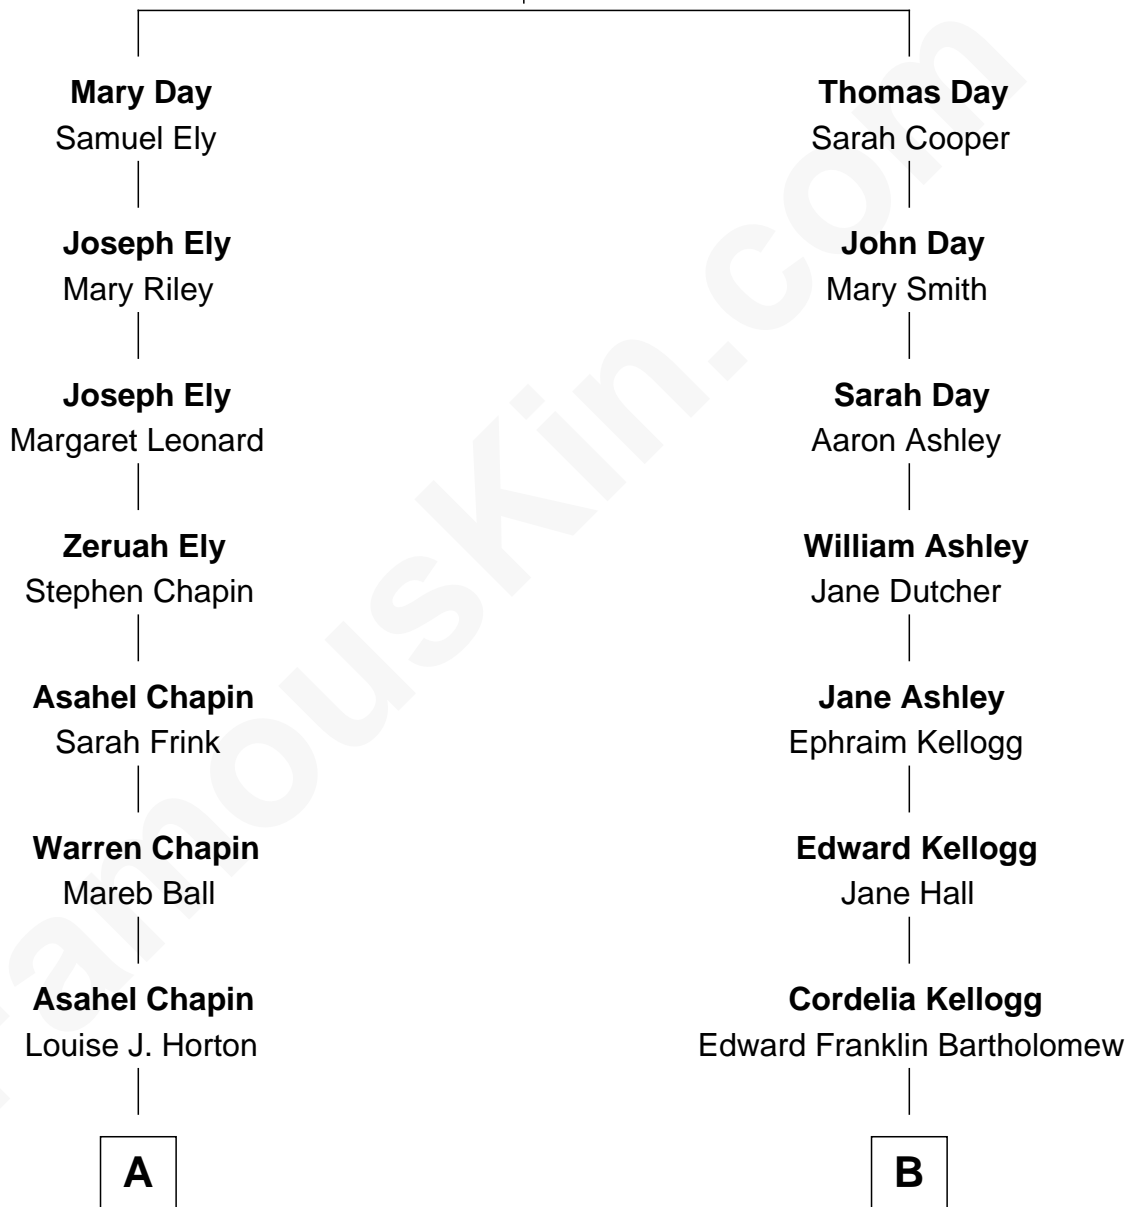 Mary Day
Samuel Ely
Joseph Ely
Mary Riley
Joseph Ely
Margaret Leonard
Zeruah Ely
Stephen Chapin
Asahel Chapin
Sarah Frink
Warren Chapin
Mareb Ball
Asahel Chapin
Louise J. Horton
A
Thomas Day
Sarah Cooper
John Day
Mary Smith
Sarah Day
Aaron Ashley
William Ashley
Jane Dutcher
Jane Ashley
Ephraim Kellogg
Edward Kellogg
Jane Hall
Cordelia Kellogg
Edward Franklin Bartholomew
B
FamousKin.com